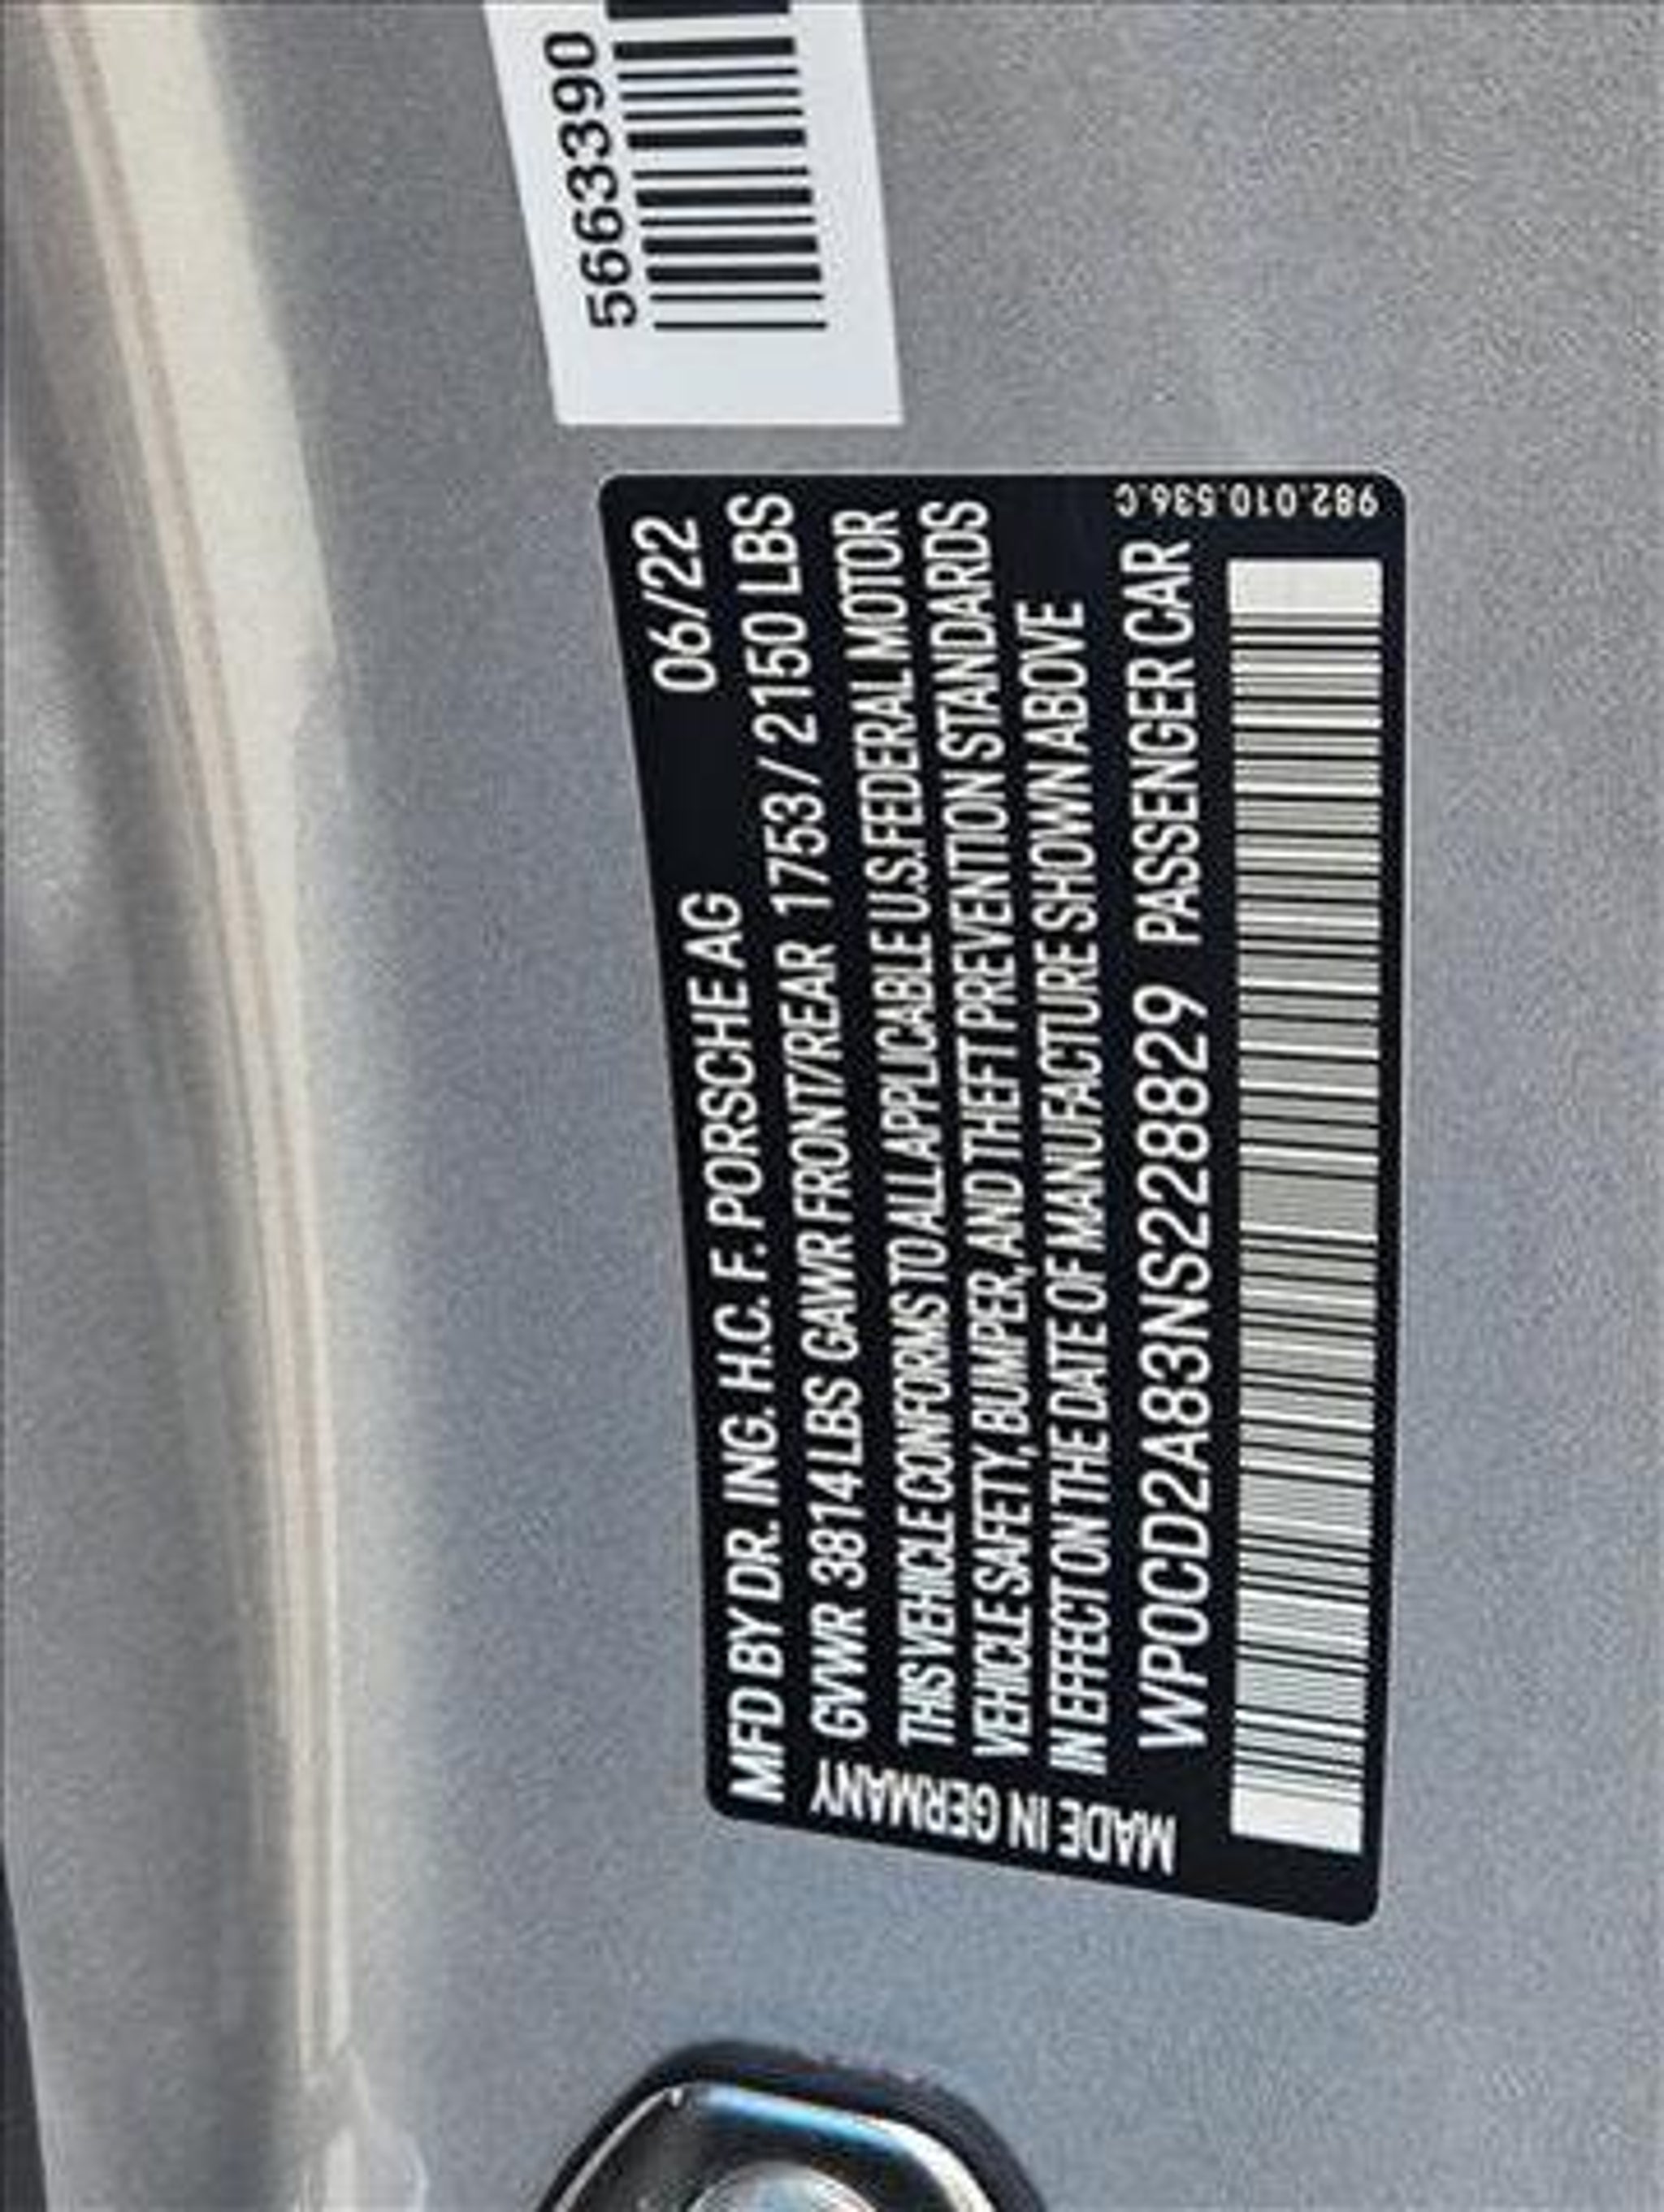 56633390
MFD BY DR. ING. H.C. F. PORSCHE AG 06/22
GVWR 3814 LBS GAWR FRONT/REAR 1753 / 2150 LBS
THIS VEHICLE CONFORMS TO ALL APPLICABLE U.S. FEDERAL MOTOR
VEHICLE SAFETY, BUMPER, AND THEFT PREVENTION STANDARDS
IN EFFECT ON THE DATE OF MANUFACTURE SHOWN ABOVE
WP0CD2A83NS228829 PASSENGER CAR
MADE IN GERMANY
982.010.536.C